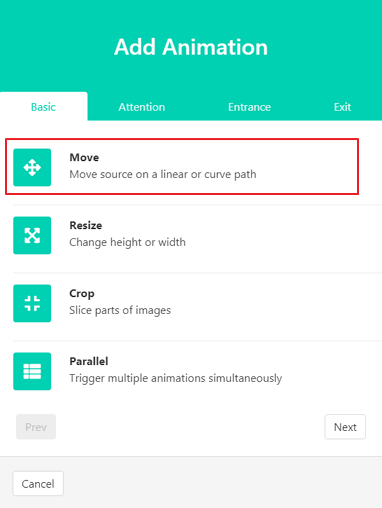 Add Animation
Basic Attention Entrance Exit
Move
Move source on a linear or curve path
Resize
Change height or width
Crop
Slice parts of images
Parallel
Trigger multiple animations simultaneously
Prev Next
Cancel